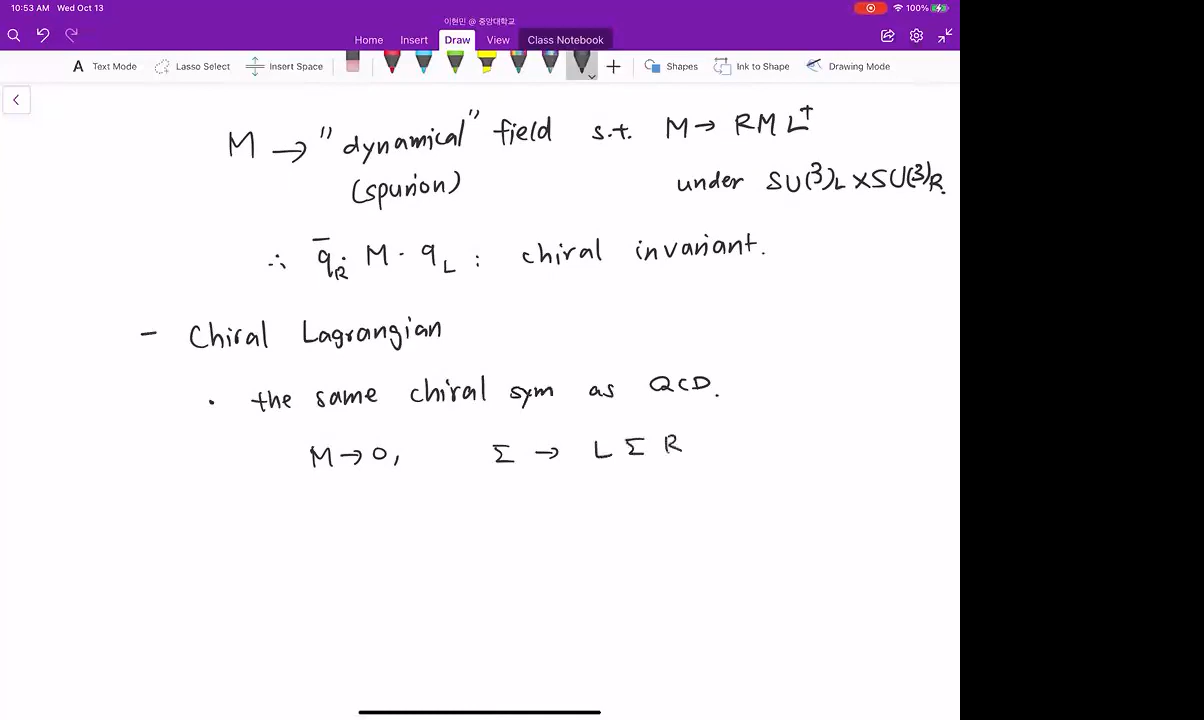 10:53 AM Wed Oct 13
100%
이현민 @ 중앙대학교
Home Insert Draw View Class Notebook
A Text Mode Lasso Select Insert Space Shapes Ink to Shape Drawing Mode
M → "dynamical" field s.t. M → R M L†
(spurion) under SU(3)L × SU(3)R.
∴ q̄R M · qL : chiral invariant.
- Chiral Lagrangian
· the same chiral sym as QCD.
M → 0, Σ → L Σ R